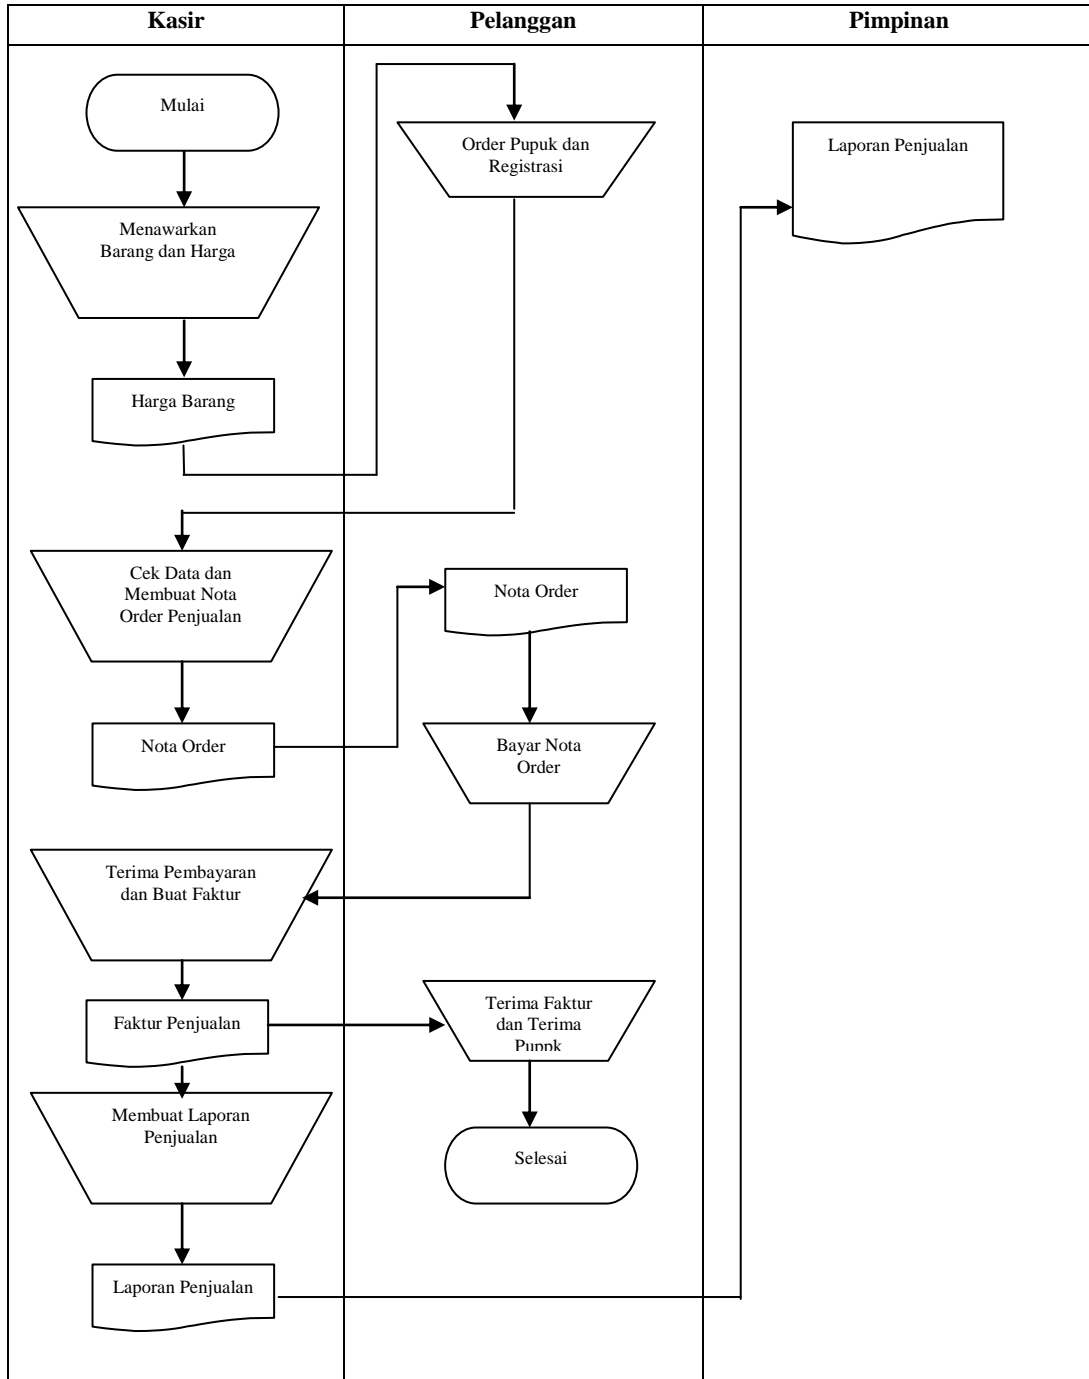 Kasir
Pelanggan
Pimpinan
Mulai
Order Pupuk dan
Registrasi
Laporan Penjualan
Menawarkan
Barang dan Harga
Harga Barang
Cek Data dan
Membuat Nota
Order Penjualan
Nota Order
Nota Order
Bayar Nota
Order
Terima Pembayaran
dan Buat Faktur
Faktur Penjualan
Terima Faktur
dan Terima
Puppk
Membuat Laporan
Penjualan
Selesai
Laporan Penjualan